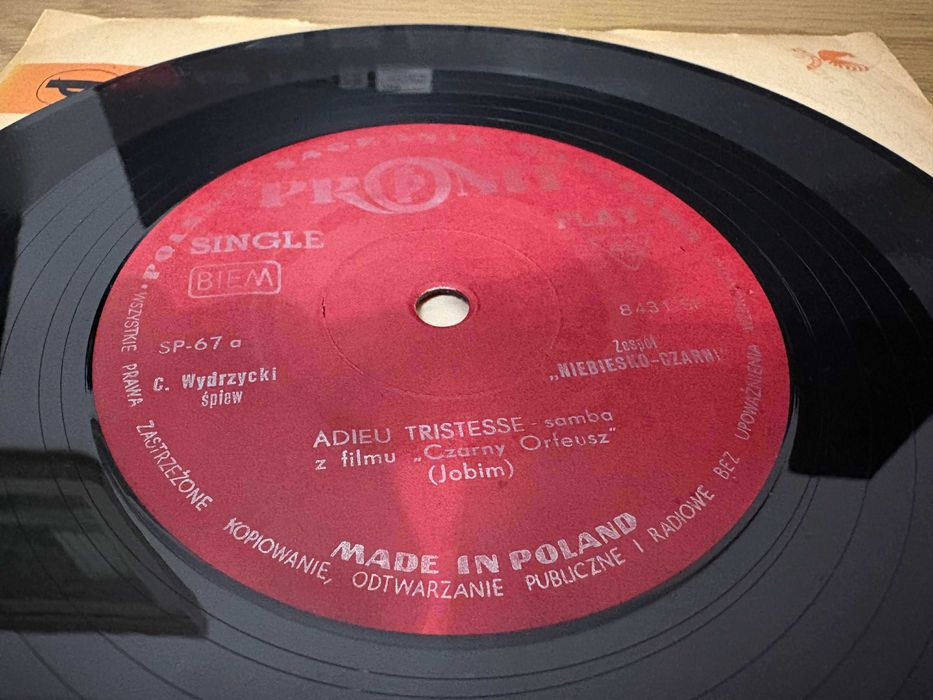 PRONIT
SINGLE
BIEM
SP-67 a
C. Wydrzycki
śpiew
Zespół
„NIEBIESKO-CZARNI"
ADIEU TRISTESSE - samba
z filmu „Czarny Orfeusz"
(Jobim)
MADE IN POLAND
WSZYSTKIE PRAWA ZASTRZEŻONE KOPIOWANIE, ODTWARZANIE PUBLICZNE I RADIOWE BEZ UPOWAŻNIENIA